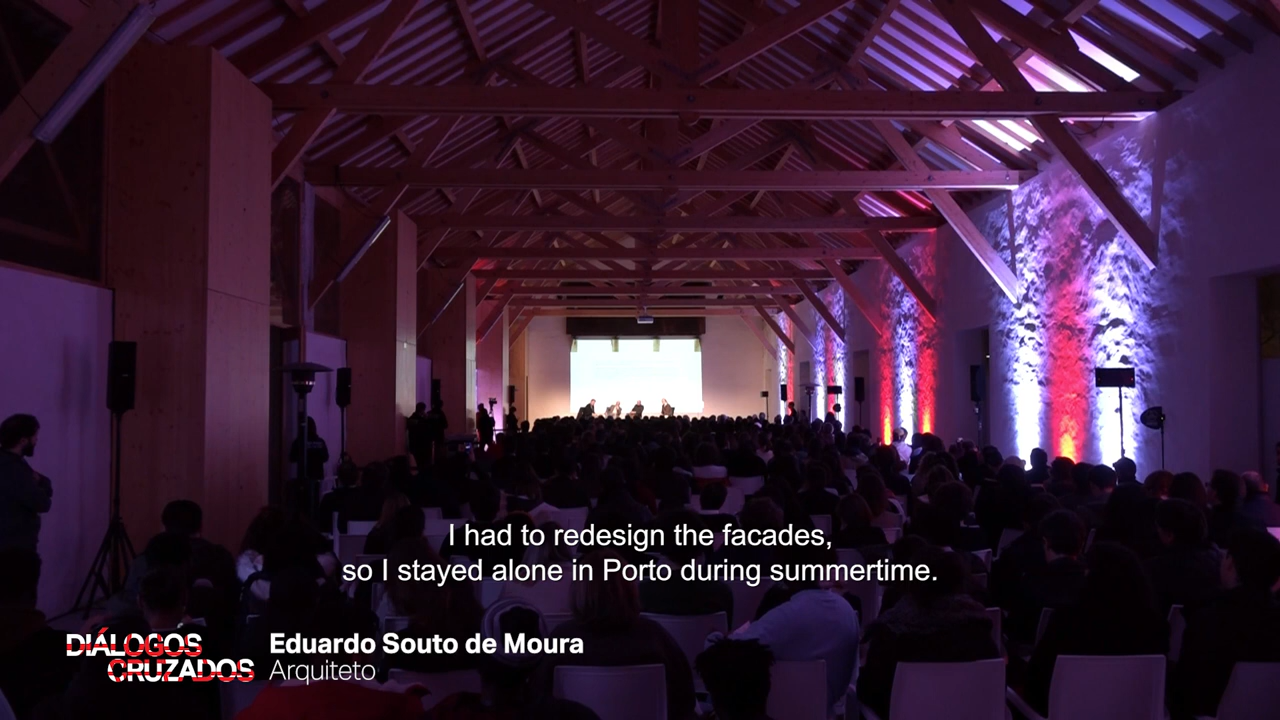 I had to redesign the facades,
so I stayed alone in Porto during summertime.
DIÁLOGOS
CRUZADOS
Eduardo Souto de Moura
Arquiteto